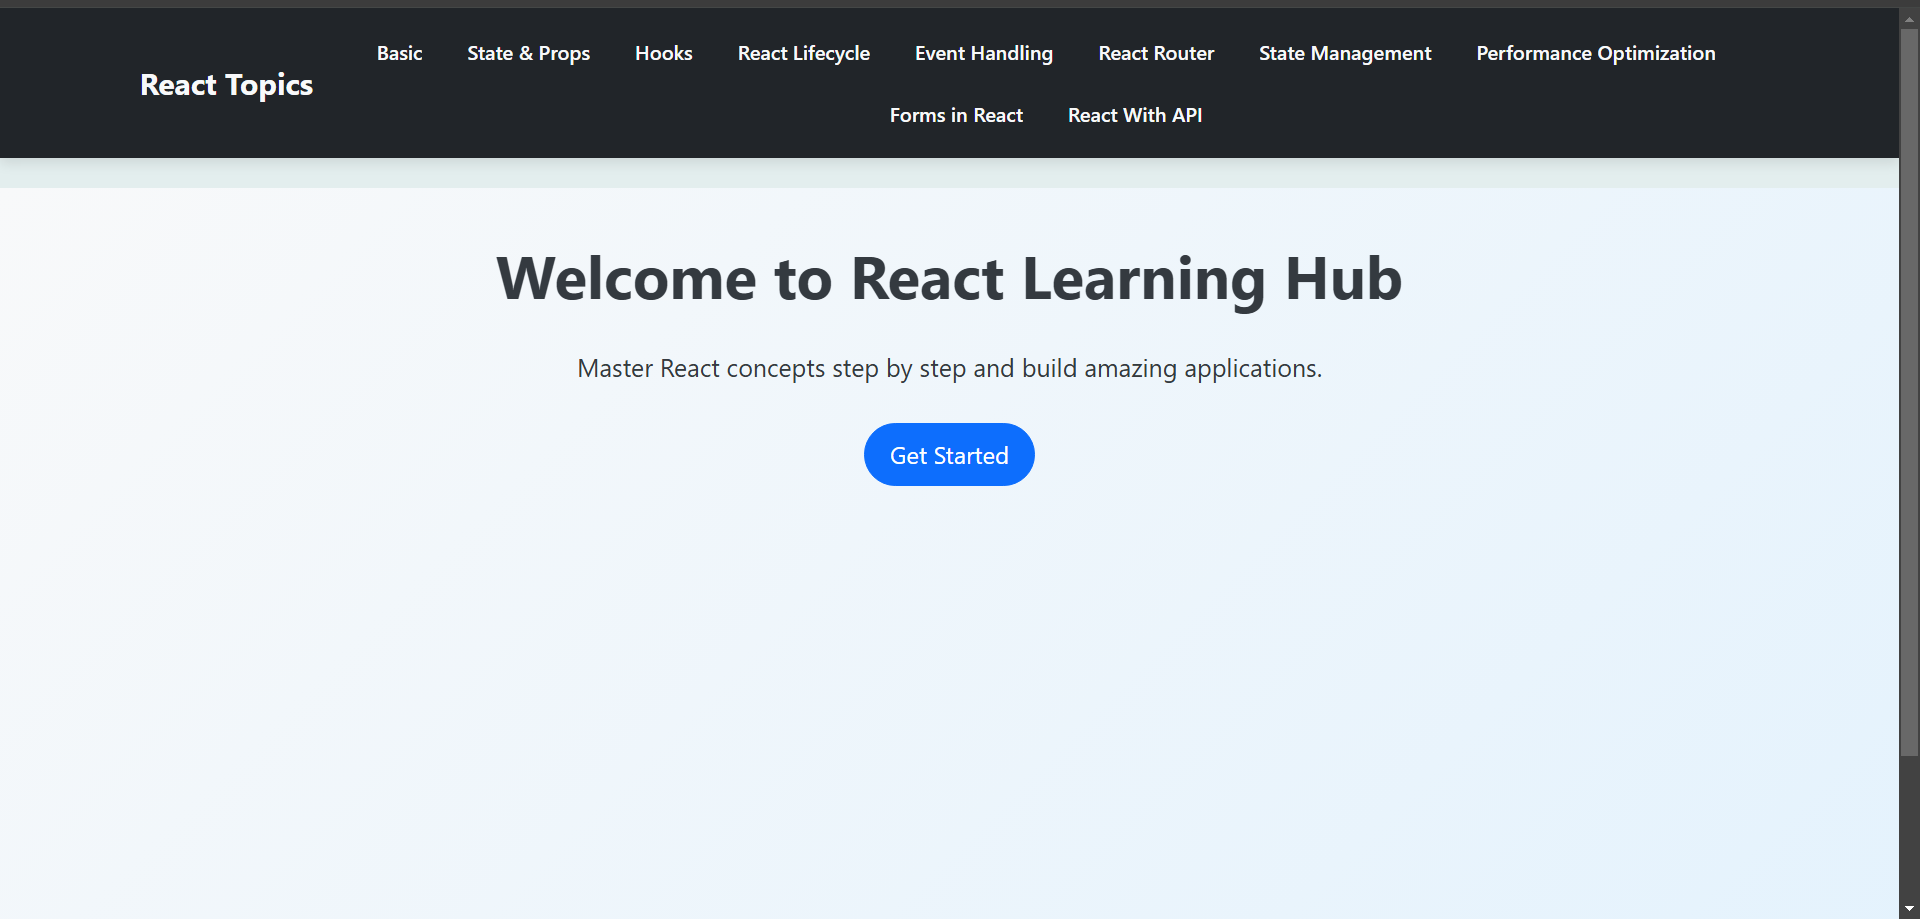 React Topics
Basic State & Props Hooks React Lifecycle Event Handling React Router State Management Performance Optimization
Forms in React React With API
Welcome to React Learning Hub
Master React concepts step by step and build amazing applications.
Get Started